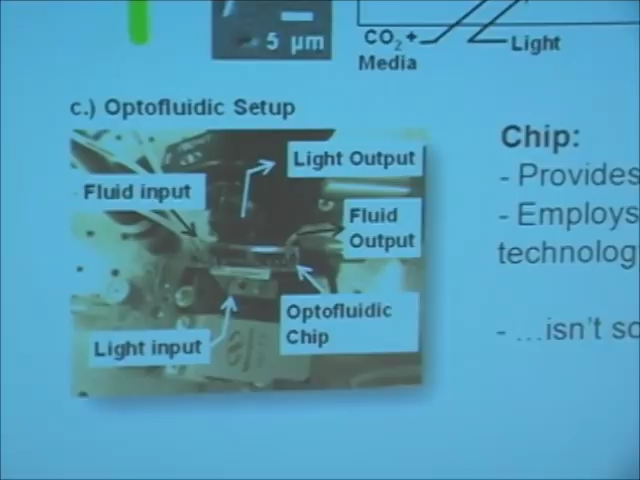 5 µm
CO2 +
Media
Light
c.) Optofluidic Setup
Light Output
Fluid input
Fluid
Output
Optofluidic
Chip
Light input
Chip:
- Provides
- Employs
technolog
- ...isn't so